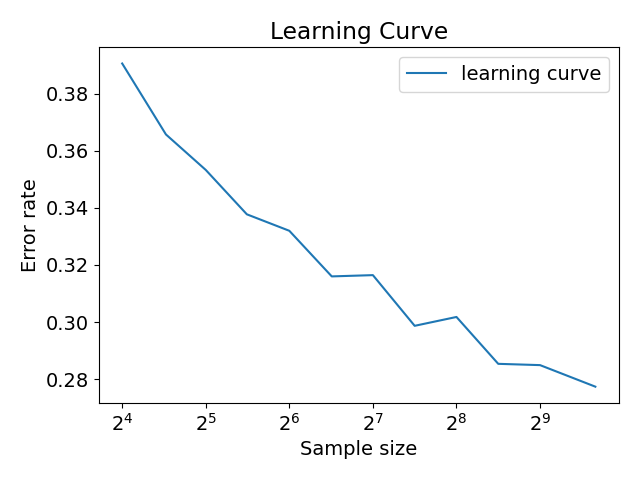 Learning Curve
learning curve
Error rate
0.38
0.36
0.34
0.32
0.30
0.28
2⁴ 2⁵ 2⁶ 2⁷ 2⁸ 2⁹
Sample size